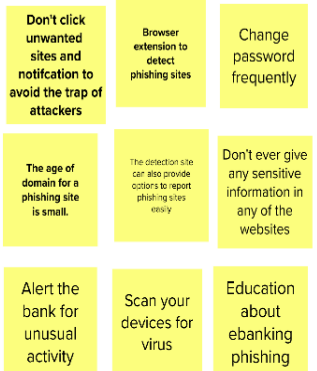 Don't click
unwanted
sites and
notifcation to
avoid the trap of
attackers
Browser
extension to
detect
phishing sites
Change
password
frequently
The age of
domain for a
phishing site
is small.
The detection site
can also provide
options to report
phishing sites
easily
Don't ever give
any sensitive
information in
any of the
websites
Alert the
bank for
unusual
activity
Scan your
devices for
virus
Education
about
ebanking
phishing